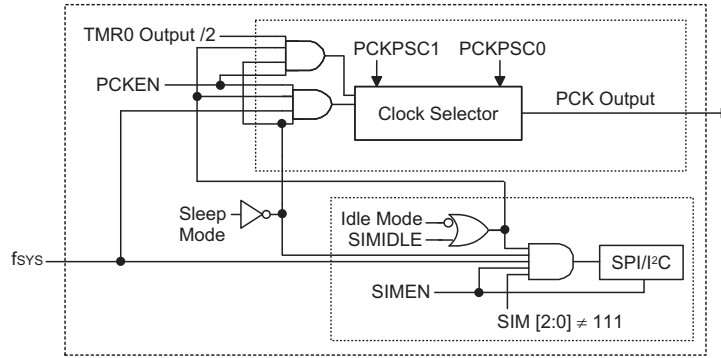 TMR0 Output /2
PCKPSC1
PCKPSC0
PCKEN
PCK Output
Clock Selector
Sleep
Mode
Idle Mode
SIMIDLE
fSYS
SPI/I²C
SIMEN
SIM [2:0] ≠ 111